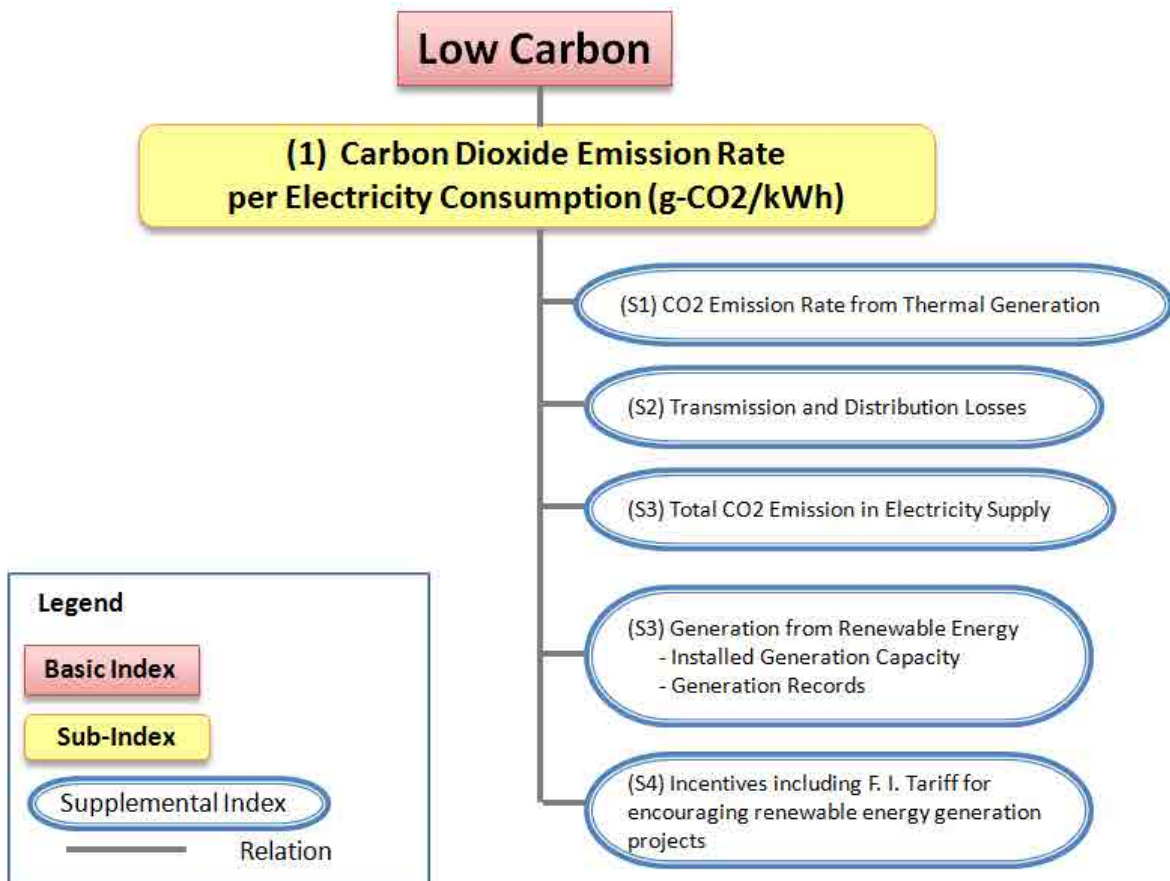 Low Carbon
(1) Carbon Dioxide Emission Rate
per Electricity Consumption (g-CO2/kWh)
(S1) CO2 Emission Rate from Thermal Generation
(S2) Transmission and Distribution Losses
(S3) Total CO2 Emission in Electricity Supply
(S3) Generation from Renewable Energy
- Installed Generation Capacity
- Generation Records
(S4) Incentives including F. I. Tariff for
encouraging renewable energy generation
projects
Legend
Basic Index
Sub-Index
Supplemental Index
Relation